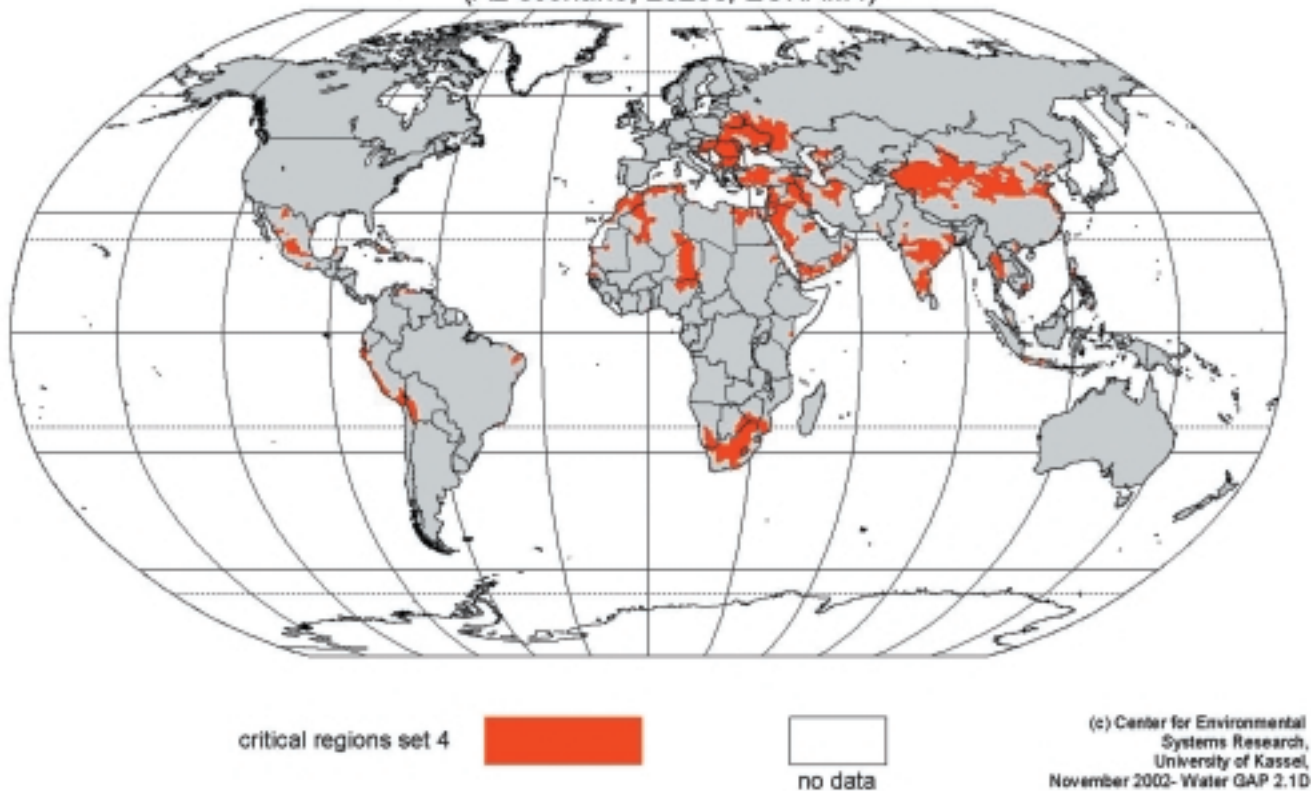 critical regions set 4
no data
(c) Center for Environmental
Systems Research,
University of Kassel,
November 2002- Water GAP 2.1D